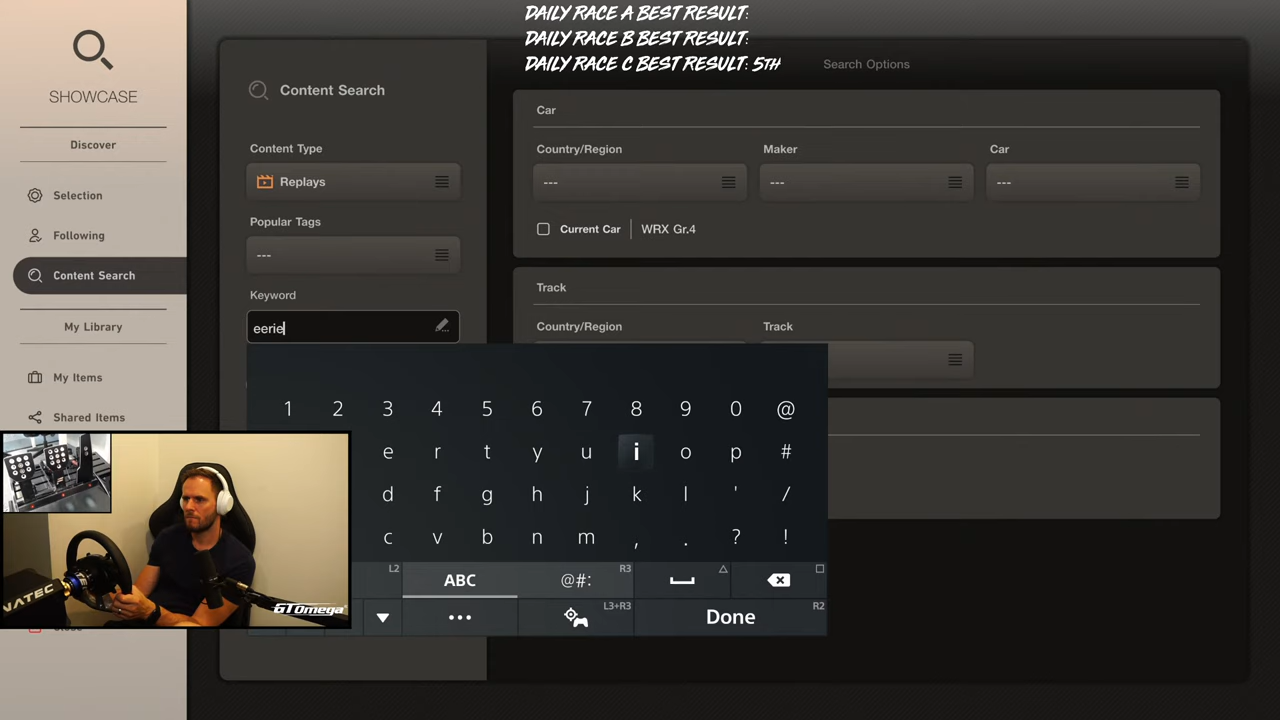 DAILY RACE A BEST RESULT:
DAILY RACE B BEST RESULT:
DAILY RACE C BEST RESULT: 5TH
SHOWCASE
Discover
Selection
Following
Content Search
My Library
My Items
Shared Items
Content Search
Content Type
Replays
Popular Tags
---
Keyword
eerie
Search Options
Car
Country/Region Maker Car
--- --- ---
Current Car WRX Gr.4
Track
Country/Region Track
1 2 3 4 5 6 7 8 9 0 @
e r t y u i o p #
d f g h j k l ' /
c v b n m , . ? !
L2 ABC @#: R3
... L3+R3 Done R2
NATEC
GTOmega